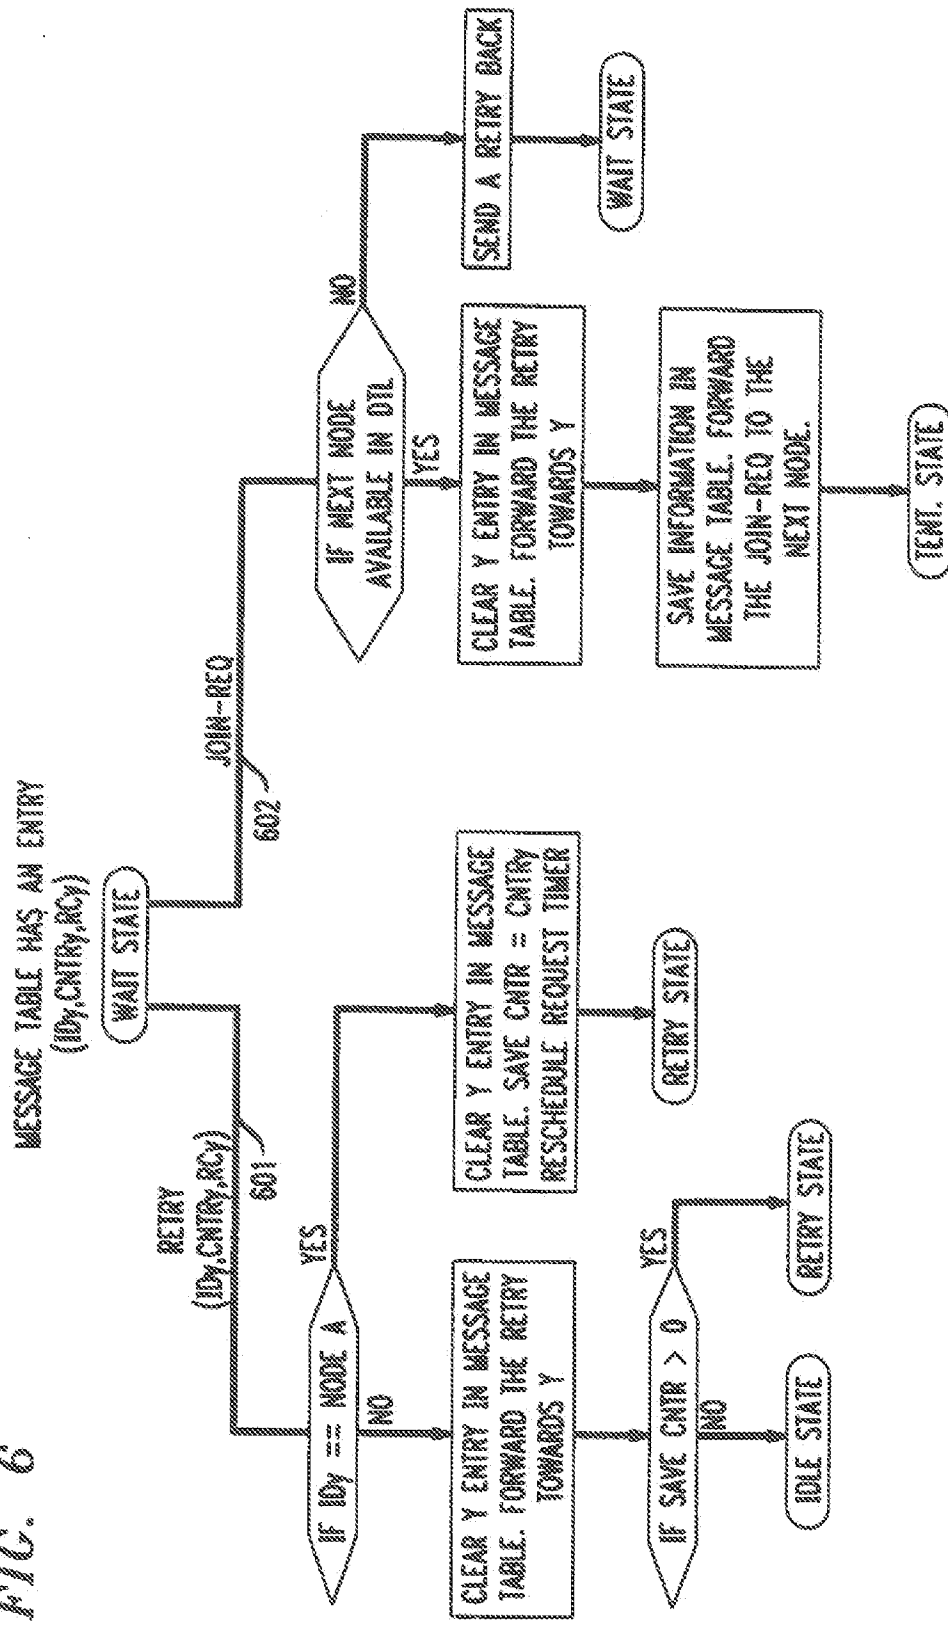 FIG. 6
MESSAGE TABLE HAS AN ENTRY
(IDy,CNTRy,RCy)
WAIT STATE
RETRY
(IDy,CNTRy,RCy)
601
JOIN-REQ
602
IF IDy == NODE A
YES
NO
CLEAR Y ENTRY IN MESSAGE
TABLE. SAVE CNTR = CNTRy
RESCHEDULE REQUEST TIMER
RETRY STATE
CLEAR Y ENTRY IN MESSAGE
TABLE. FORWARD THE RETRY
TOWARDS Y
IF SAVE CNTR > 0
YES
NO
RETRY STATE
IDLE STATE
IF NEXT NODE
AVAILABLE IN DTL
NO
YES
SEND A RETRY BACK
WAIT STATE
CLEAR Y ENTRY IN MESSAGE
TABLE. FORWARD THE RETRY
TOWARDS Y
SAVE INFORMATION IN
MESSAGE TABLE. FORWARD
THE JOIN-REQ TO THE
NEXT NODE.
TENT. STATE